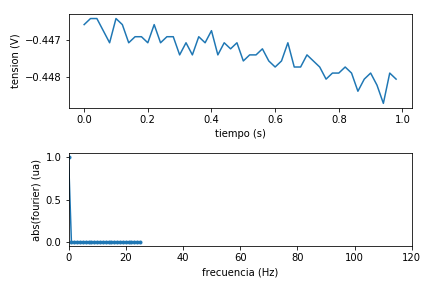 tension (V)
−0.447
−0.448
0.0 0.2 0.4 0.6 0.8 1.0
tiempo (s)
abs(fourier) (ua)
1.0
0.5
0.0
0 20 40 60 80 100 120
frecuencia (Hz)